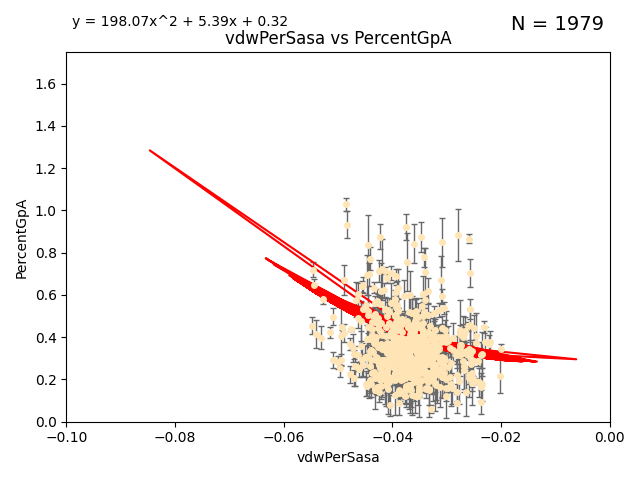 y = 198.07x^2 + 5.39x + 0.32
N = 1979
vdwPerSasa vs PercentGpA
PercentGpA
1.6
1.4
1.2
1.0
0.8
0.6
0.4
0.2
0.0
−0.10 −0.08 −0.06 −0.04 −0.02 0.00
vdwPerSasa